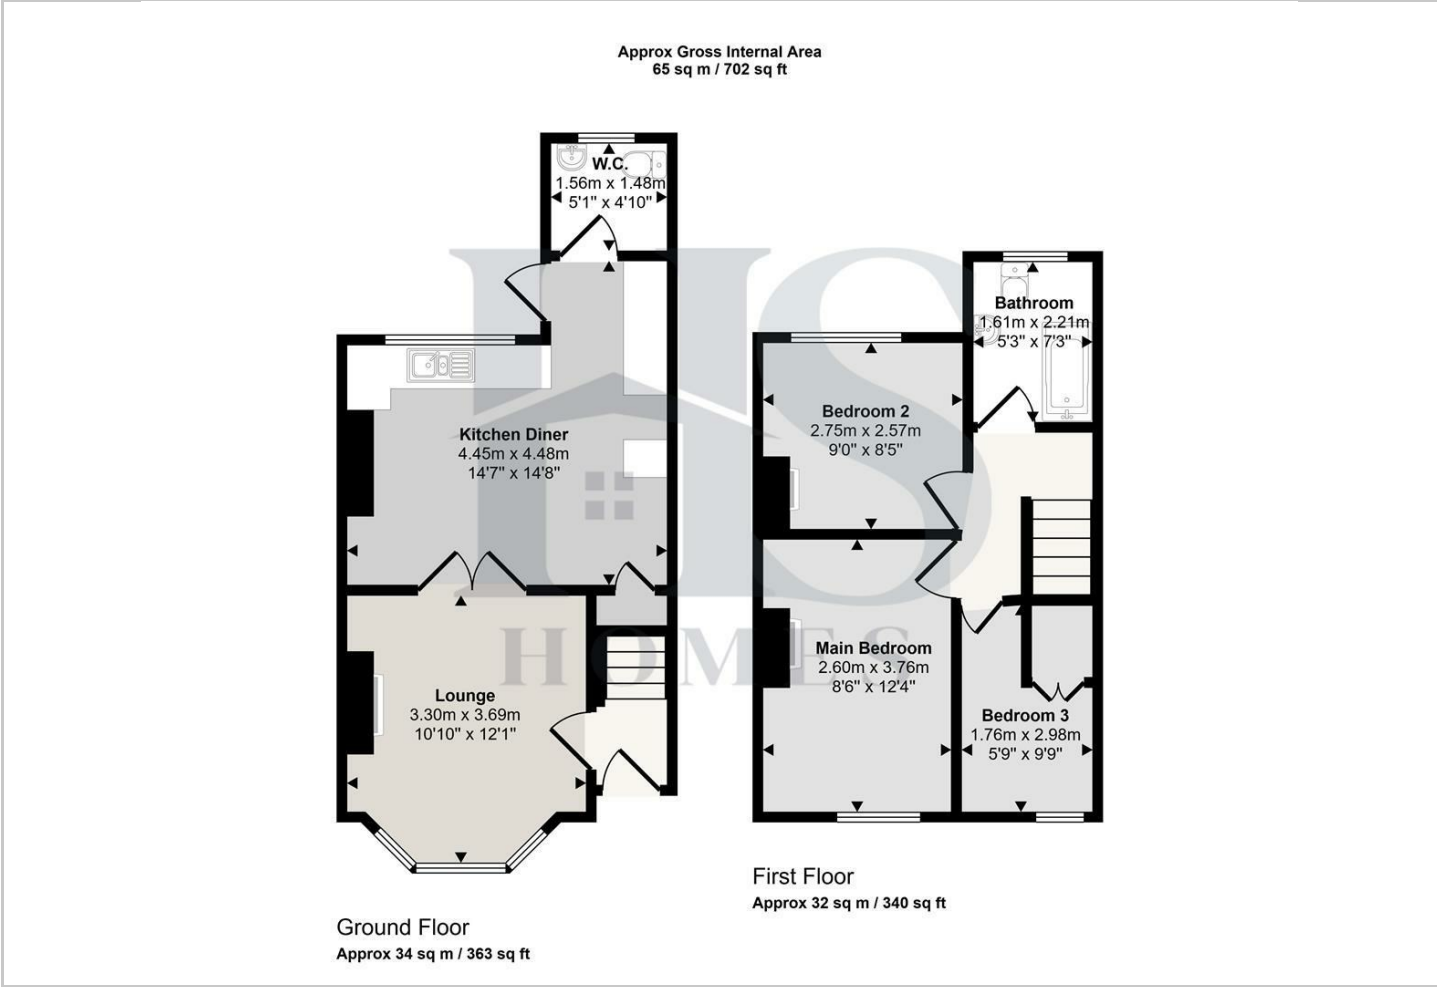 Approx Gross Internal Area
65 sq m / 702 sq ft
W.C.
1.56m x 1.48m
5'1" x 4'10"
Kitchen Diner
4.45m x 4.48m
14'7" x 14'8"
Lounge
3.30m x 3.69m
10'10" x 12'1"
Ground Floor
Approx 34 sq m / 363 sq ft
Bathroom
1.61m x 2.21m
5'3" x 7'3"
Bedroom 2
2.75m x 2.57m
9'0" x 8'5"
Main Bedroom
2.60m x 3.76m
8'6" x 12'4"
Bedroom 3
1.76m x 2.98m
5'9" x 9'9"
First Floor
Approx 32 sq m / 340 sq ft
HS
HOMES